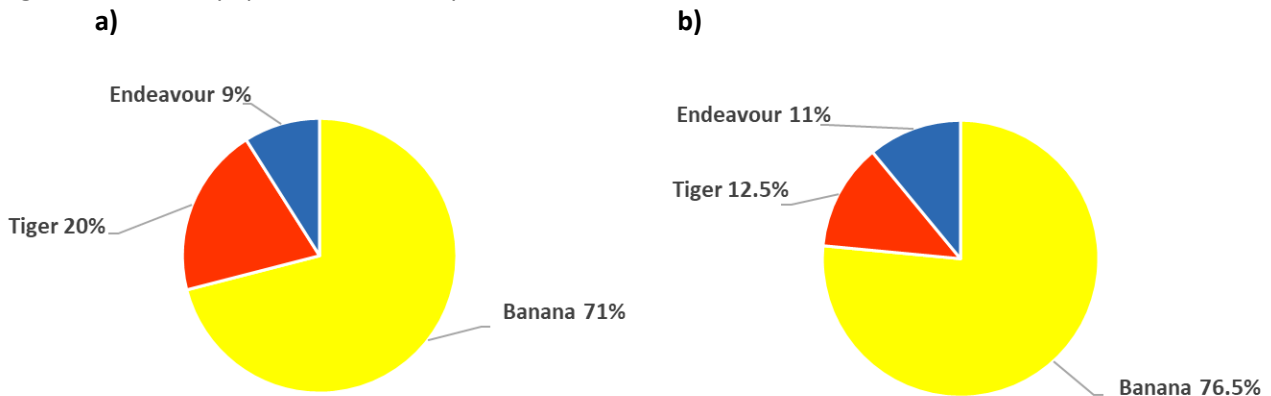 a)
b)
Endeavour 9%
Tiger 20%
Banana 71%
Endeavour 11%
Tiger 12.5%
Banana 76.5%